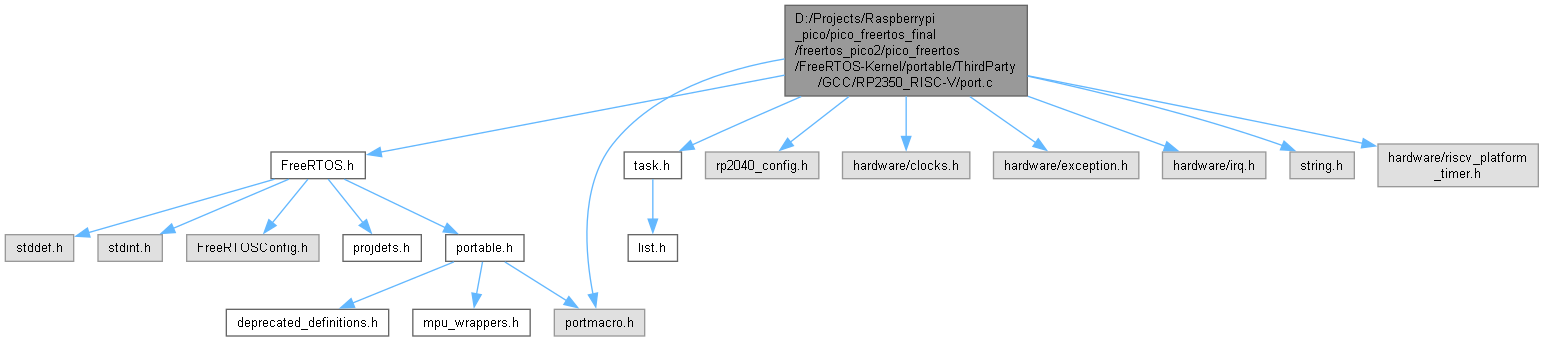 D:/Projects/Raspberrypi
_pico/pico_freertos_final
/freertos_pico2/pico_freertos
/FreeRTOS-Kernel/portable/ThirdParty
/GCC/RP2350_RISC-V/port.c
FreeRTOS.h
task.h
rp2040_config.h
hardware/clocks.h
hardware/exception.h
hardware/irq.h
string.h
hardware/riscv_platform
_timer.h
stddef.h
stdint.h
FreeRTOSConfig.h
projdefs.h
portable.h
list.h
deprecated_definitions.h
mpu_wrappers.h
portmacro.h